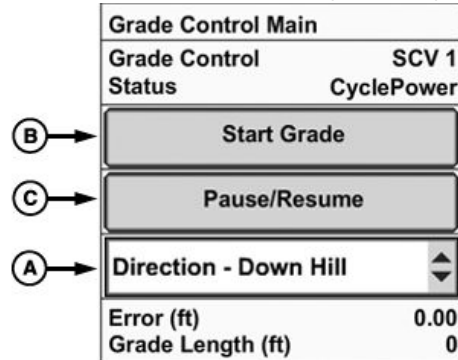 Grade Control Main
Grade Control SCV 1
Status CyclePower
B Start Grade
C Pause/Resume
A Direction - Down Hill
Error (ft) 0.00
Grade Length (ft) 0